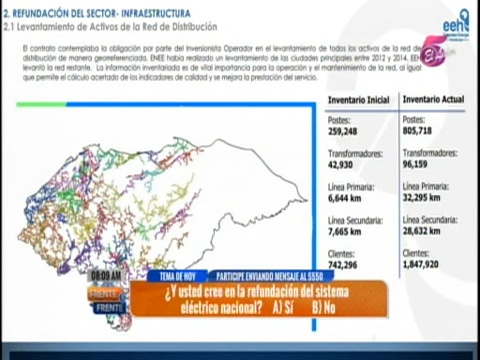 2. REFUNDACIÓN DEL SECTOR- INFRAESTRUCTURA
2.1 Levantamiento de Activos de la Red de Distribución
eeh
El contrato contemplaba la obligación por parte del Inversionista Operador en el levantamiento de todos los activos de la red de
distribución de manera georeferenciada. ENEE había realizado un levantamiento de las ciudades principales entre 2012 y 2014. EEH
levantó la red restante. La información inventariada es de vital importancia para la operación y el mantenimiento de la red, al igual
que permite el cálculo acertado de los indicadores de calidad y se mejora la prestación del servicio.
Inventario Inicial
Postes:
259,248
Transformadores:
42,930
Línea Primaria:
6,644 km
Línea Secundaria:
7,665 km
Clientes:
742,296
Inventario Actual
Postes:
805,718
Transformadores:
96,159
Línea Primaria:
32,295 km
Línea Secundaria:
28,632 km
Clientes:
1,847,920
08:09 AM
TEMA DE HOY
PARTICIPE ENVIANDO MENSAJE AL 5550
FRENTE
FRENTE
¿Y usted cree en la refundación del sistema
eléctrico nacional? A) Sí B) No